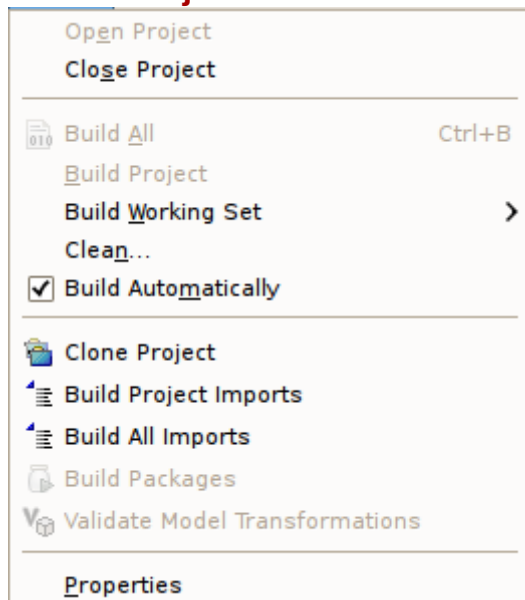 Open Project
Close Project
Build All Ctrl+B
Build Project
Build Working Set
Clean...
Build Automatically
Clone Project
Build Project Imports
Build All Imports
Build Packages
Validate Model Transformations
Properties